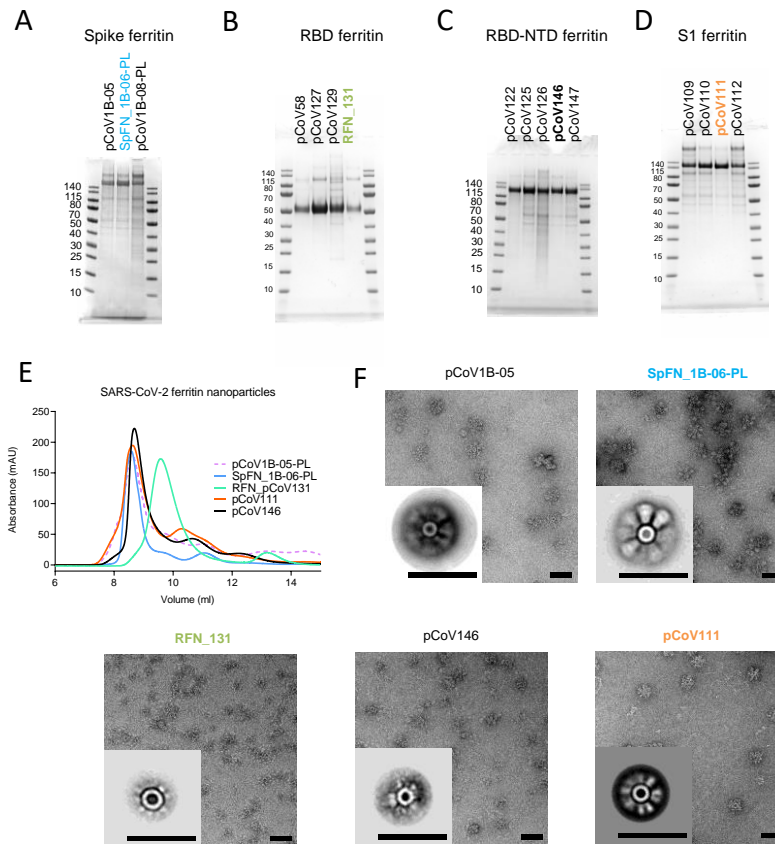 A
Spike ferritin
pCoV1B-05
SpFN_1B-06-PL
pCoV1B-08-PL
140
115
80
70
50
40
30
25
15
10
B
RBD ferritin
pCoV58
pCoV127
pCoV129
RFN_131
140
115
80
70
50
40
30
25
15
10
C
RBD-NTD ferritin
pCoV122
pCoV125
pCoV126
pCoV146
pCoV147
140
115
80
70
50
40
30
25
15
10
D
S1 ferritin
pCoV109
pCoV110
pCoV111
pCoV112
140
115
80
70
50
40
30
25
15
10
E
SARS-CoV-2 ferritin nanoparticles
Absorbance (mAU)
250
200
150
100
50
0
6
8
10
12
14
Volume (ml)
pCoV1B-05-PL
SpFN_1B-06-PL
RFN_pCoV131
pCoV111
pCoV146
F
pCoV1B-05
SpFN_1B-06-PL
RFN_131
pCoV146
pCoV111